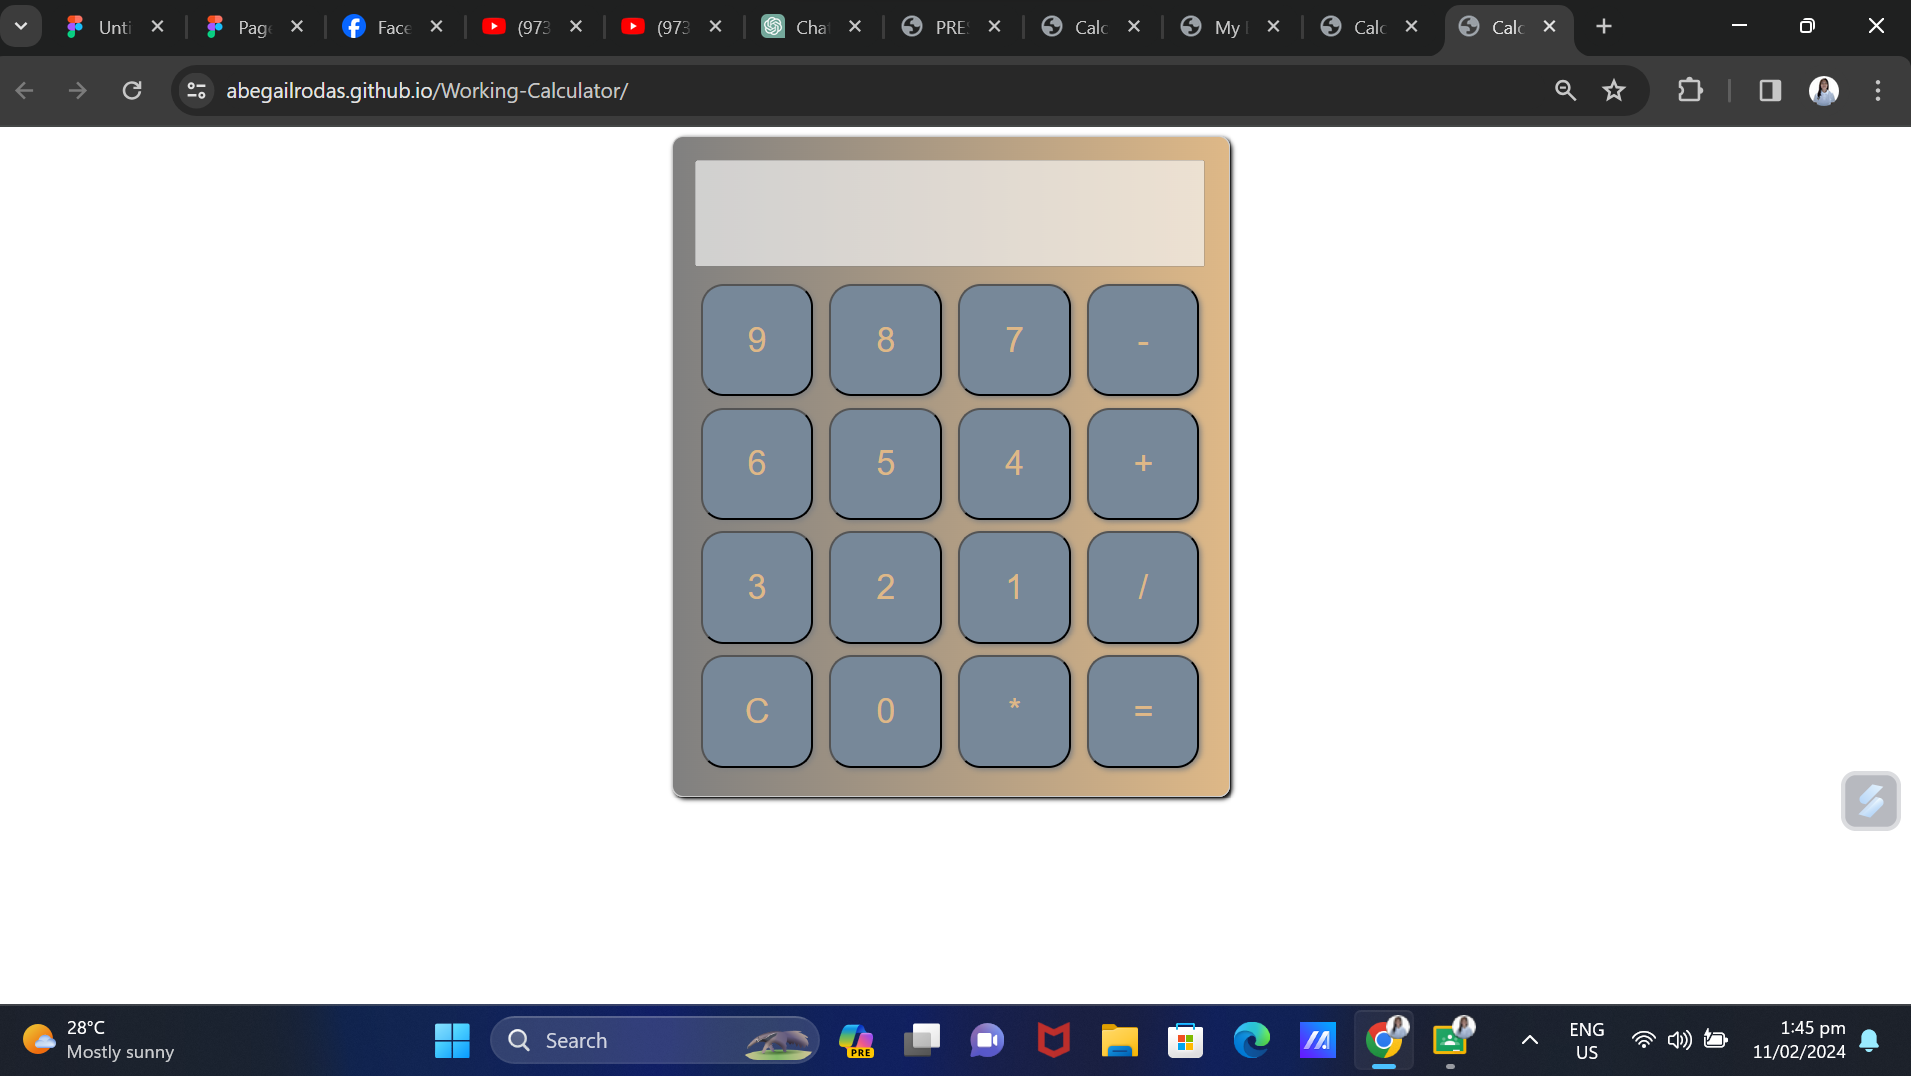 Unti
Page
Face
(973
(973
Chat
PRE
Calc
My
Calc
Calc
abegailrodas.github.io/Working-Calculator/
9 8 7 -
6 5 4 +
3 2 1 /
C 0 * =
28°C
Mostly sunny
Search
PRE
ENG
US
1:45 pm
11/02/2024